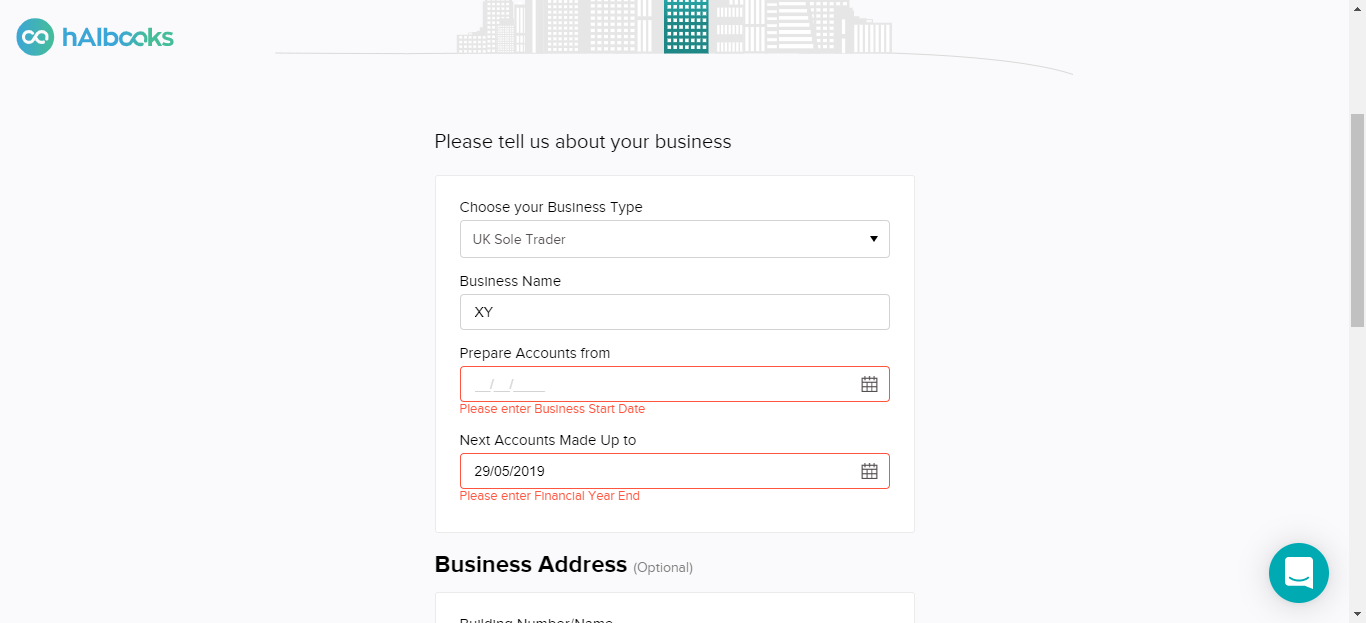 hAIbooks
Please tell us about your business
Choose your Business Type
UK Sole Trader
Business Name
XY
Prepare Accounts from
__/__/____
Please enter Business Start Date
Next Accounts Made Up to
29/05/2019
Please enter Financial Year End
Business Address (Optional)
Building Number/Name